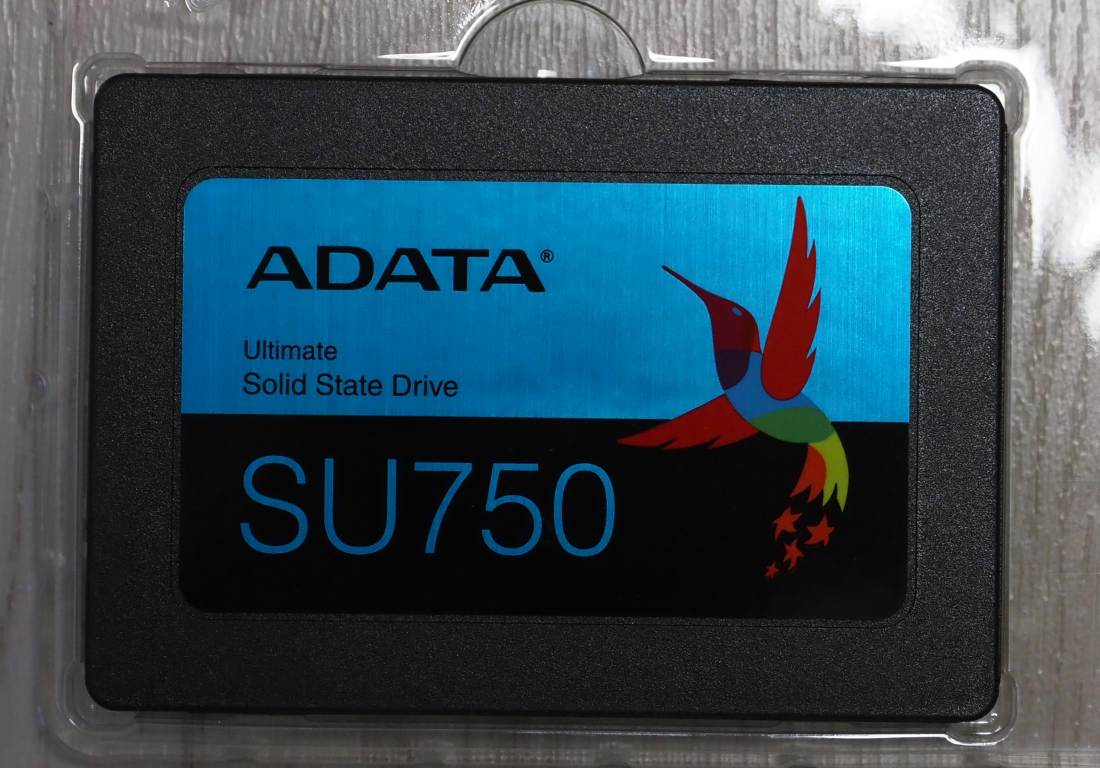 ADATA®
Ultimate
Solid State Drive
SU750